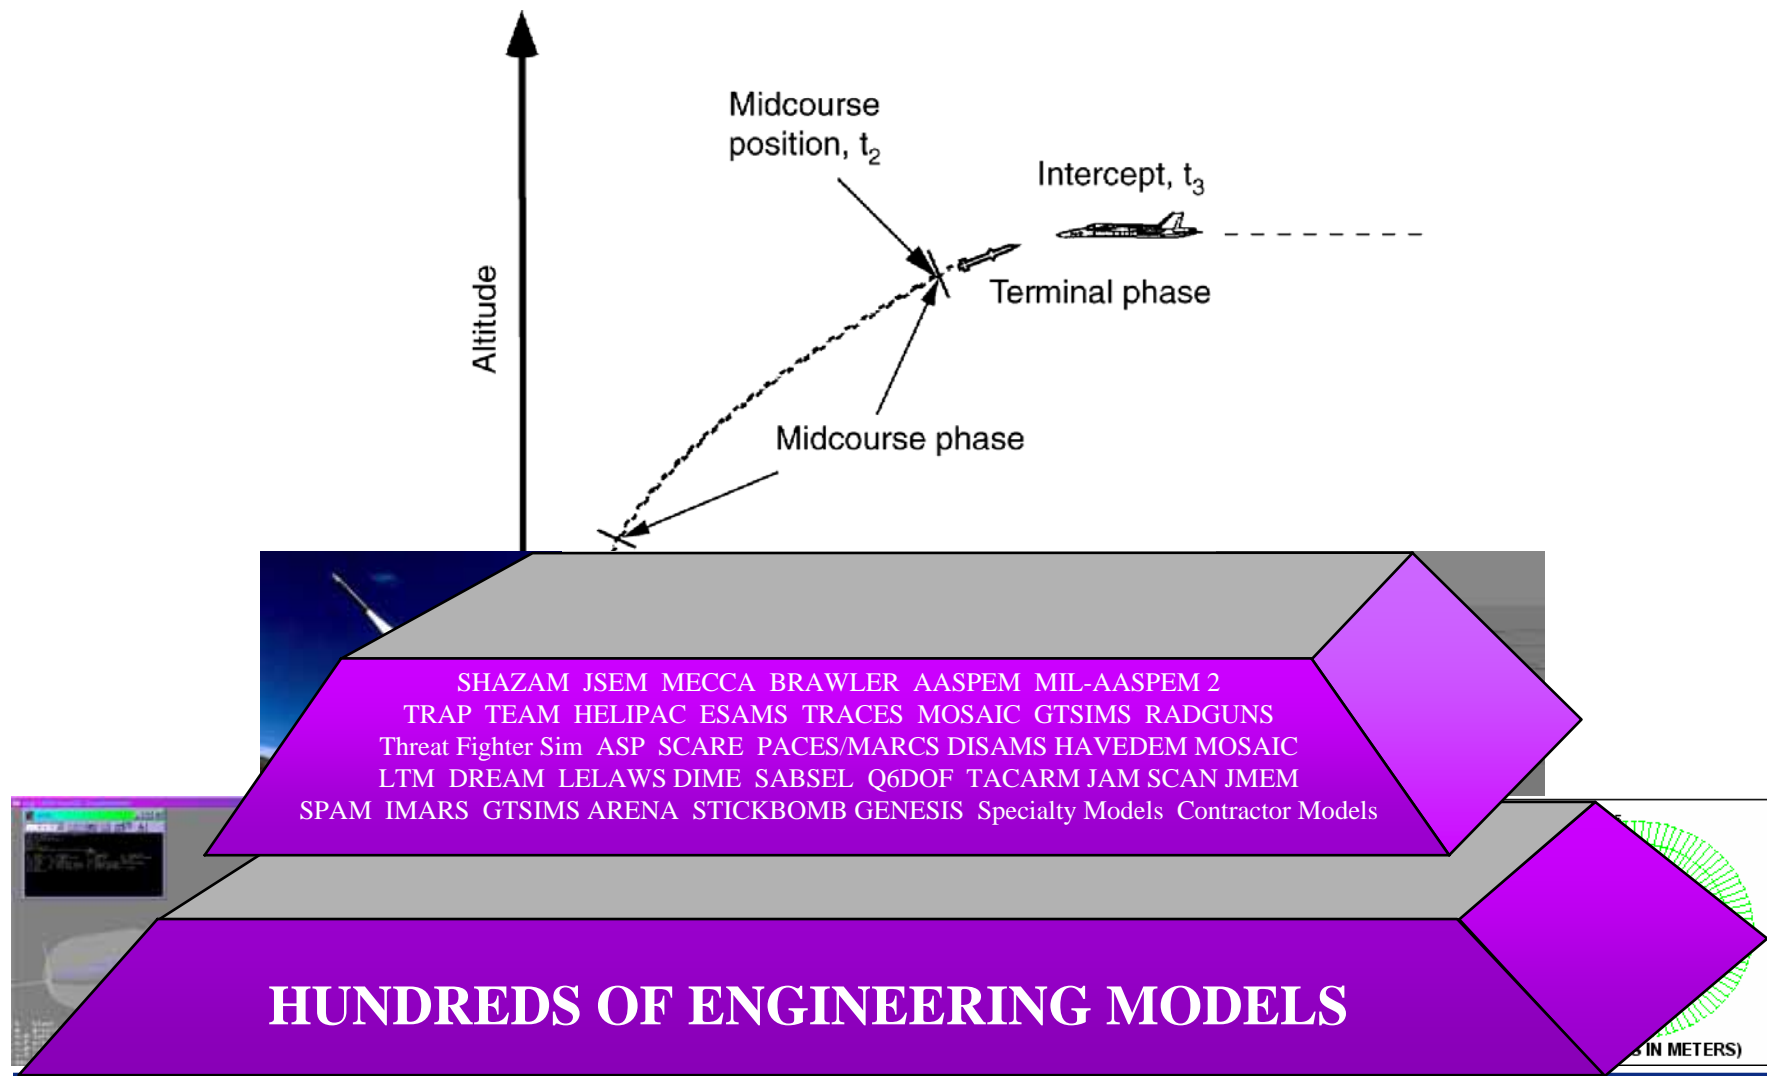 Midcourse
position, t2
Intercept, t3
Altitude
Terminal phase
Midcourse phase
SHAZAM JSEM MECCA BRAWLER AASPEM MIL-AASPEM 2
TRAP TEAM HELIPAC ESAMS TRACES MOSAIC GTSIMS RADGUNS
Threat Fighter Sim ASP SCARE PACES/MARCS DISAMS HAVEDEM MOSAIC
LTM DREAM LELAWS DIME SABSEL Q6DOF TACARM JAM SCAN JMEM
SPAM IMARS GTSIMS ARENA STICKBOMB GENESIS Specialty Models Contractor Models
HUNDREDS OF ENGINEERING MODELS
IN METERS)